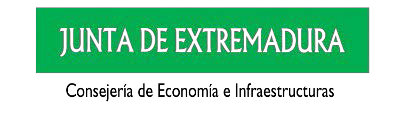 JUNTA DE EXTREMADURA
Consejería de Economía e Infraestructuras